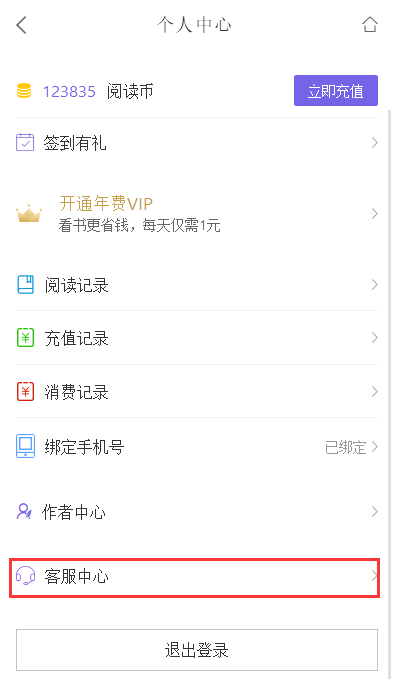 个人中心
123835 阅读币 立即充值
签到有礼
开通年费VIP
看书更省钱，每天仅需1元
阅读记录
充值记录
消费记录
绑定手机号 已绑定
作者中心
客服中心
退出登录